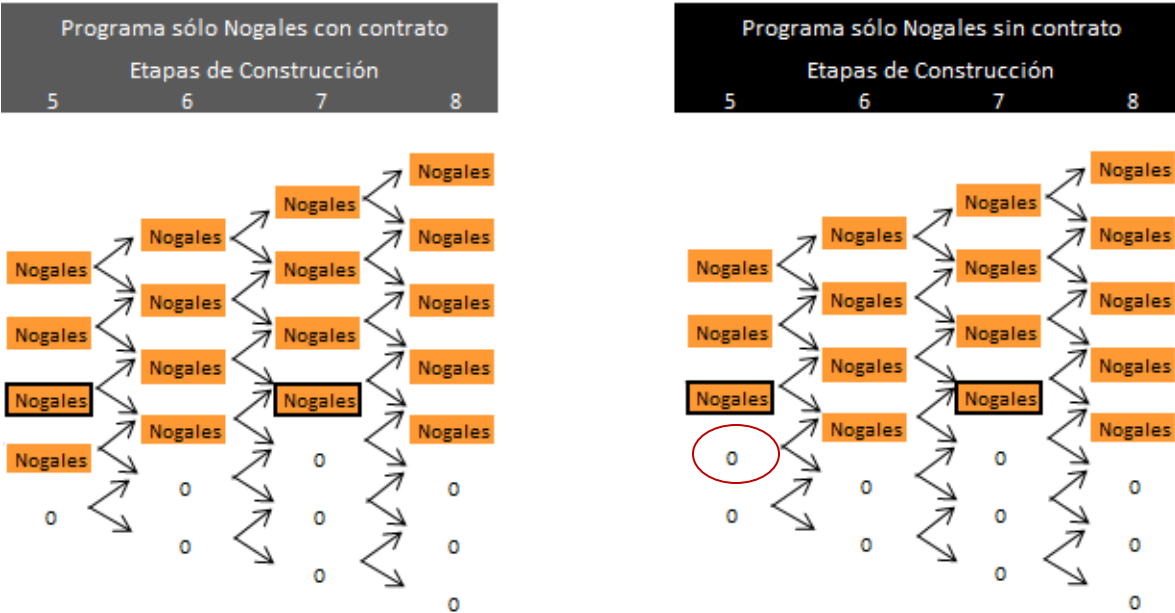 Programa sólo Nogales con contrato
Etapas de Construcción
5 6 7 8
Nogales
Nogales
Nogales Nogales
Nogales Nogales
Nogales Nogales
Nogales Nogales
Nogales Nogales
Nogales Nogales
Nogales Nogales
Nogales 0
0 0
0 0
0 0
0
0
Programa sólo Nogales sin contrato
Etapas de Construcción
5 6 7 8
Nogales
Nogales
Nogales Nogales
Nogales Nogales
Nogales Nogales
Nogales Nogales
Nogales Nogales
Nogales Nogales
Nogales Nogales
0 0
0 0
0 0
0 0
0
0